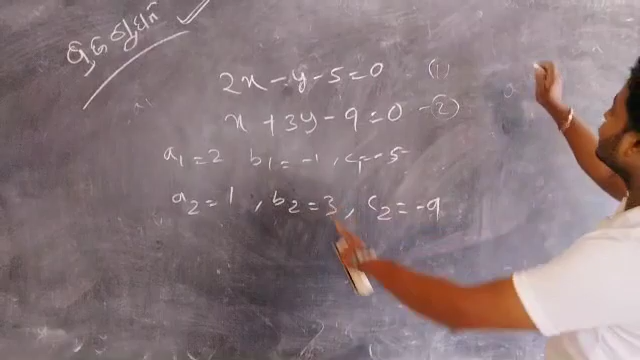 2x - y - 5 = 0 (1)
x + 3y - 9 = 0 - (2)
a₁ = 2 b₁ = -1, c₁ = -5
a₂ = 1, b₂ = 3, c₂ = -9